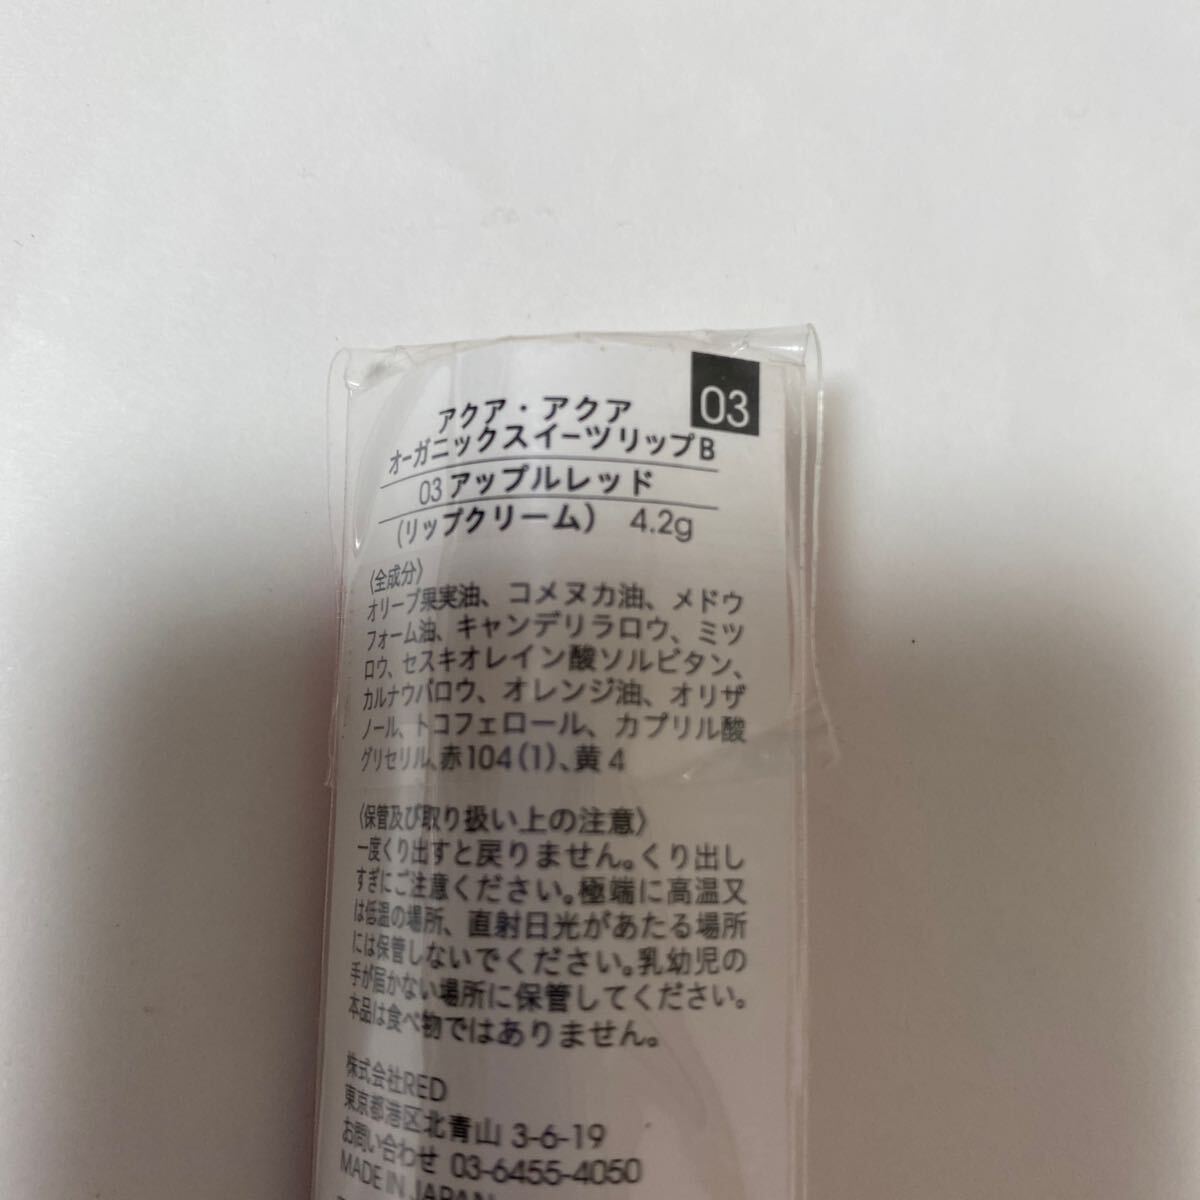 03
アクア・アクア
オーガニックスイーツリップB
03 アップルレッド
(リップクリーム) 4.2g
〈全成分〉
オリーブ果実油、コメヌカ油、メドウ
フォーム油、キャンデリラロウ、ミツ
ロウ、セスキオレイン酸ソルビタン、
カルナウバロウ、オレンジ油、オリザ
ノール、トコフェロール、カプリル酸
グリセリル、赤104(1)、黄4
〈保管及び取り扱い上の注意〉
一度くり出すと戻りません。くり出し
すぎにご注意ください。極端に高温又
は低温の場所、直射日光があたる場所
には保管しないでください。乳幼児の
手が届かない場所に保管してください。
本品は食べ物ではありません。
株式会社RED
東京都港区北青山 3-6-19
お問い合わせ 03-6455-4050
MADE IN JAPAN